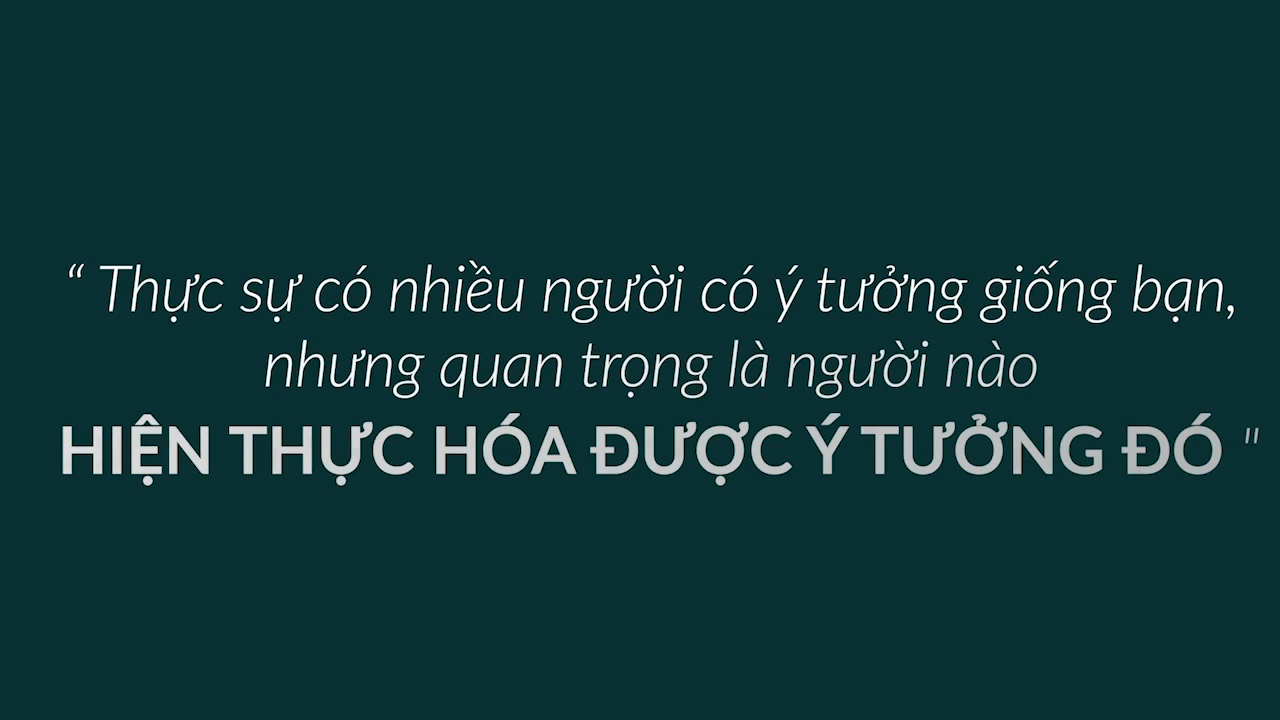 “ Thực sự có nhiều người có ý tưởng giống bạn,
nhưng quan trọng là người nào
HIỆN THỰC HÓA ĐƯỢC Ý TƯỞNG ĐÓ "